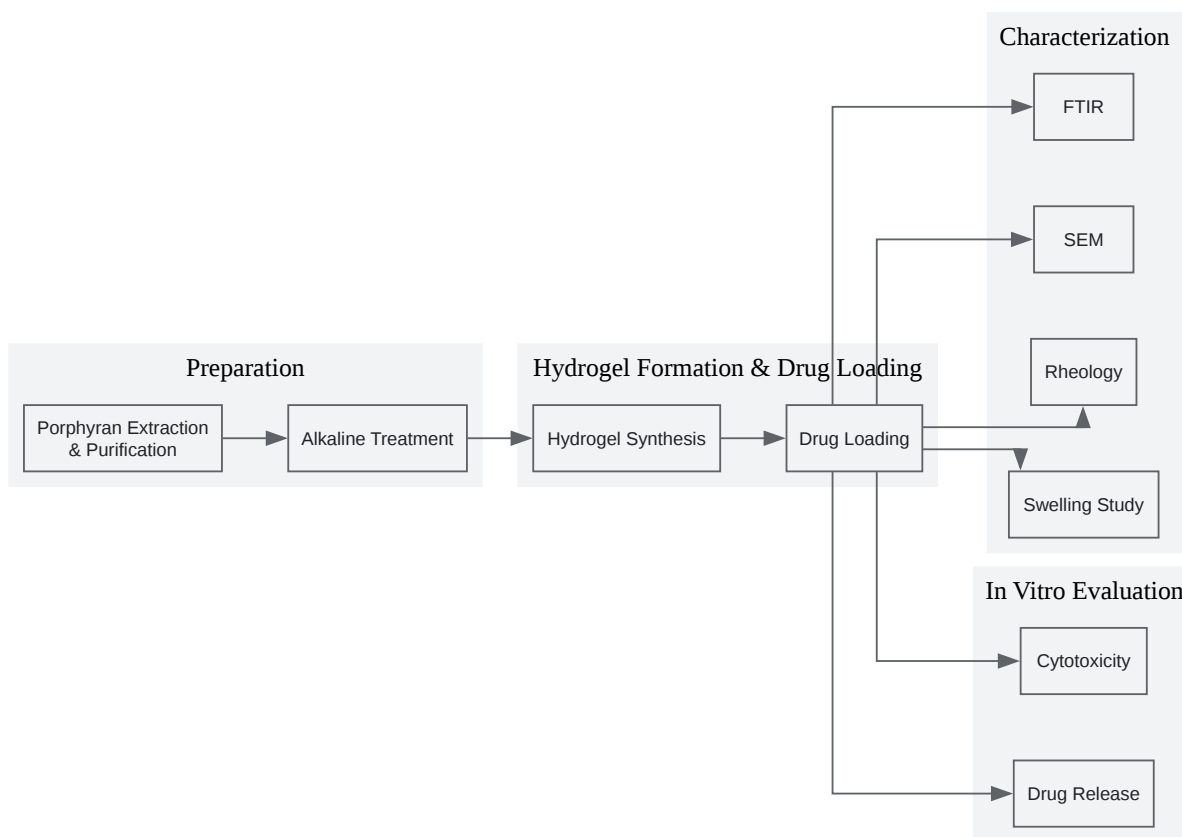 Preparation
Porphyran Extraction
& Purification
Alkaline Treatment
Hydrogel Formation & Drug Loading
Hydrogel Synthesis
Drug Loading
Characterization
FTIR
SEM
Rheology
Swelling Study
In Vitro Evaluation
Cytotoxicity
Drug Release